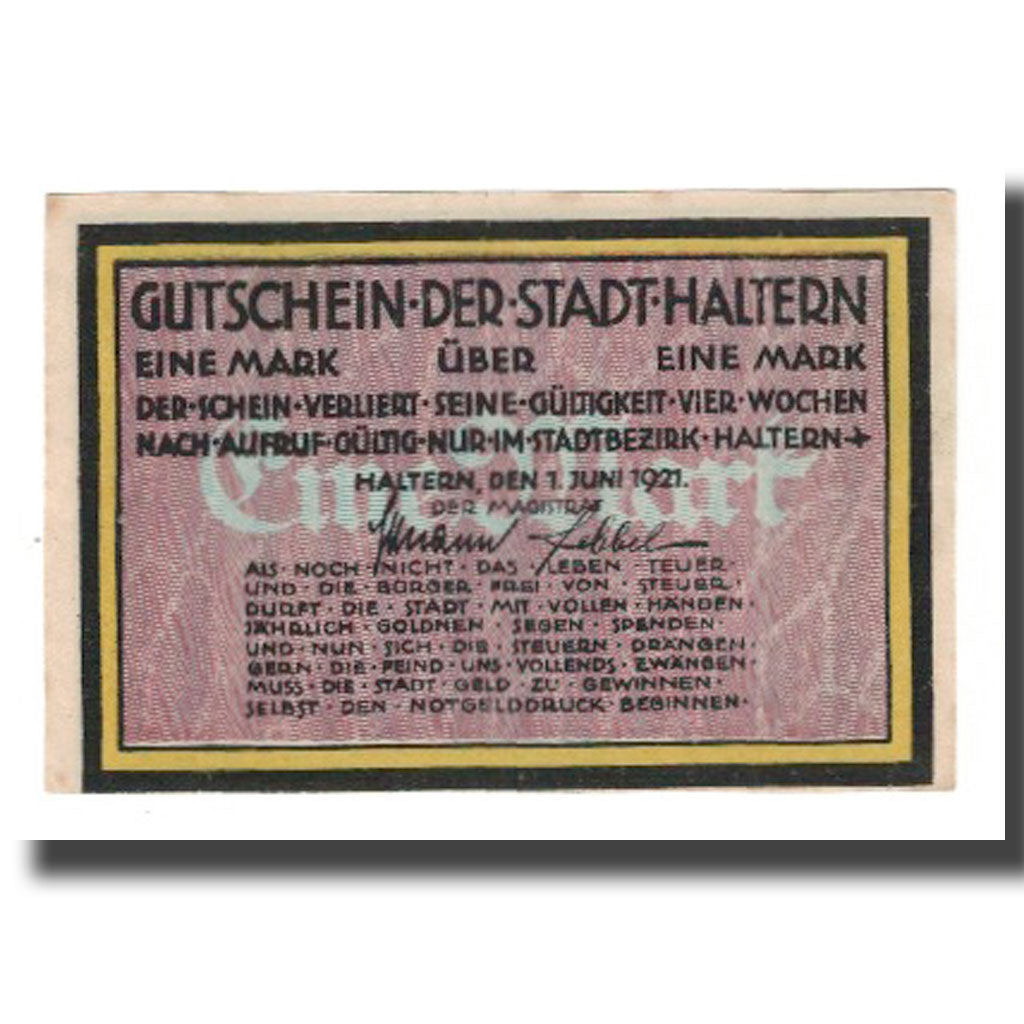 GUTSCHEIN·DER·STADT·HALTERN
EINE MARK ÜBER EINE MARK
DER·SCHEIN·VERLIERT·SEINE·GÜLTIGKEIT·VIER·WOCHEN
NACH·AUFRUF·GÜLTIG·NUR·IM·STADTBEZIRK·HALTERN+
Eine Mark
HALTERN, DEN 1. JUNI 1921.
DER MAGISTRAT
ALS·NOCH·NICHT·DAS·LEBEN·TEUER·
UND·DIE·BÜRGER·FREI·VON·STEUER·
DURFT·DIE·STADT·MIT·VOLLEN·HÄNDEN·
JÄHRLICH·GOLDNEN·SEGEN·SPENDEN·
UND·NUN·SICH·DIE·STEUERN·DRÄNGEN·
GERN·DIE·FEIND·UNS·VOLLENDS·ZWÄNGEN·
MUSS·DIE·STADT·GELD·ZU·GEWINNEN·
SELBST·DEN·NOTGELDDRUCK·BEGINNEN·